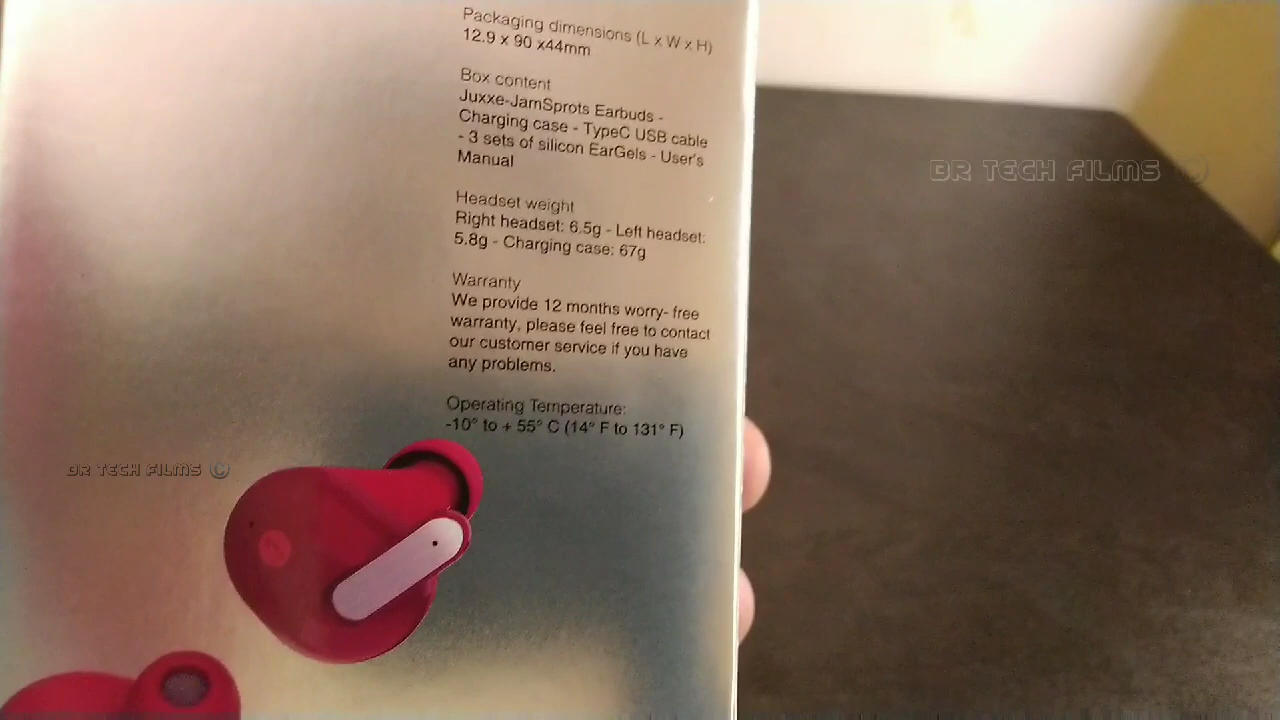 Packaging dimensions (L x W x H)
12.9 x 90 x44mm
Box content
Juxxe-JamSprots Earbuds -
Charging case - TypeC USB cable
- 3 sets of silicon EarGels - User's
Manual
Headset weight
Right headset: 6.5g - Left headset:
5.8g - Charging case: 67g
Warranty
We provide 12 months worry- free
warranty, please feel free to contact
our customer service if you have
any problems.
Operating Temperature:
-10° to + 55° C (14° F to 131° F)
BR TECH FILMS ©
BR TECH FILMS ©